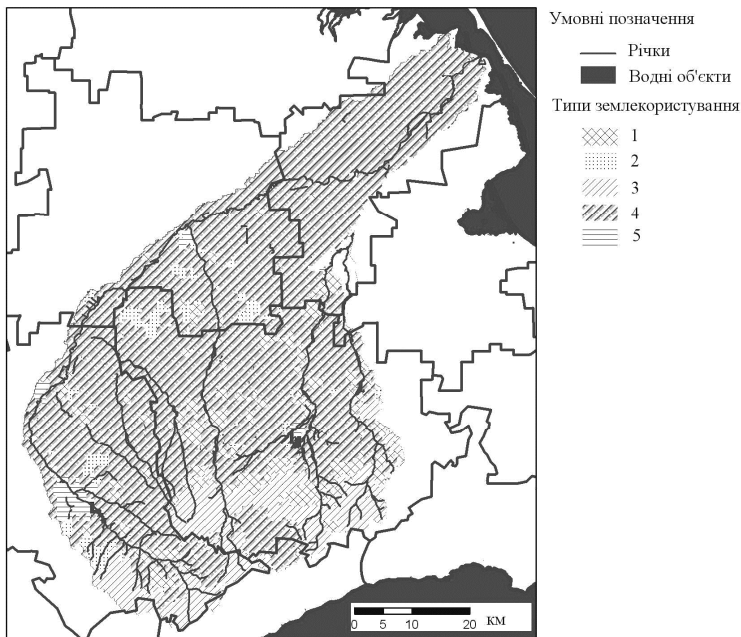 Умовні позначення
Річки
Водні об'єкти
Типи землекористування
1
2
3
4
5
0 5 10 20 км